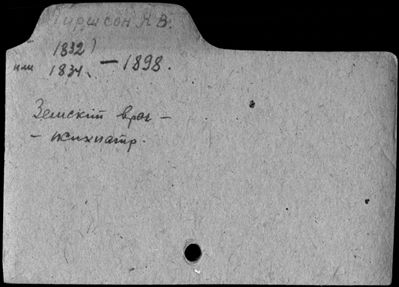 Гиршсон Я В.
1832)
или 1834 — 1898.
Земский врач —
— психиатр.